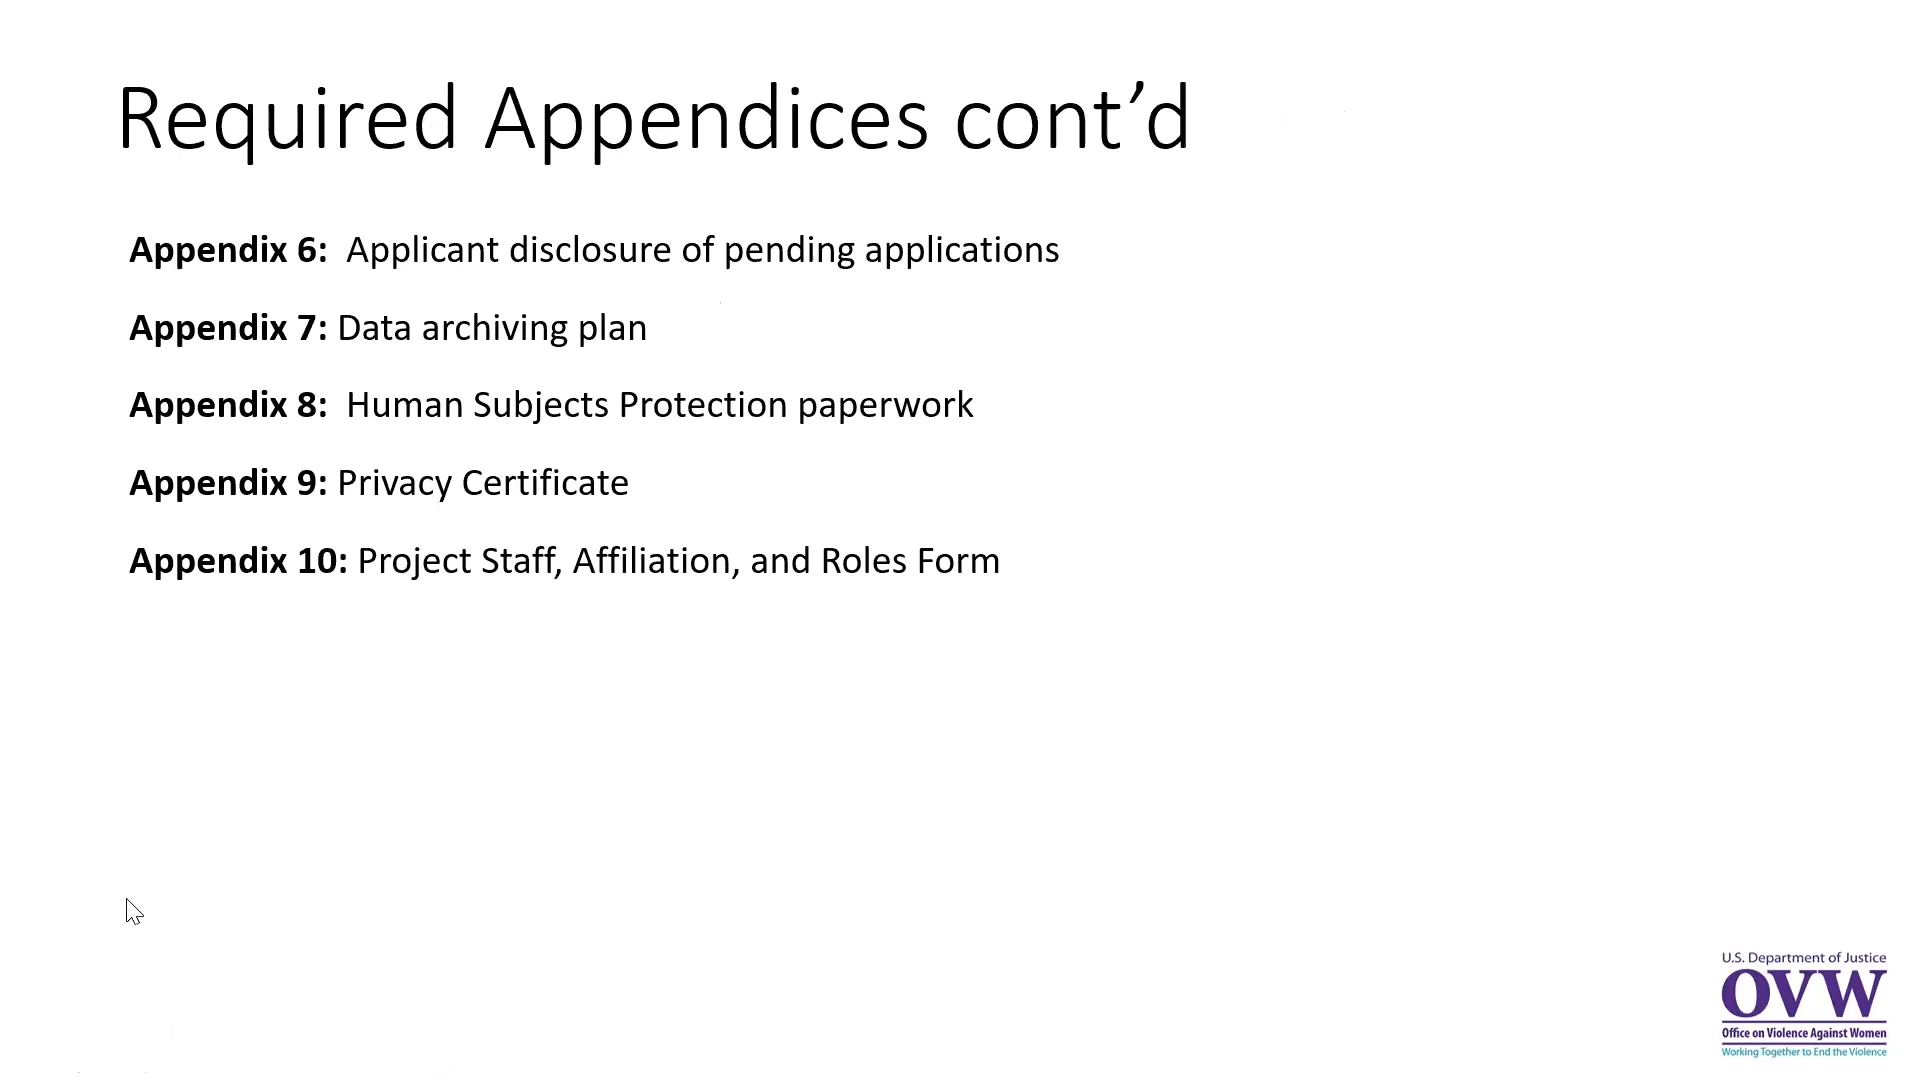 Required Appendices cont’d
Appendix 6:  Applicant disclosure of pending applications
Appendix 7: Data archiving plan
Appendix 8:  Human Subjects Protection paperwork
Appendix 9: Privacy Certificate
Appendix 10: Project Staff, Affiliation, and Roles Form
U.S. Department of Justice
OVW
Office on Violence Against Women
Working Together to End the Violence